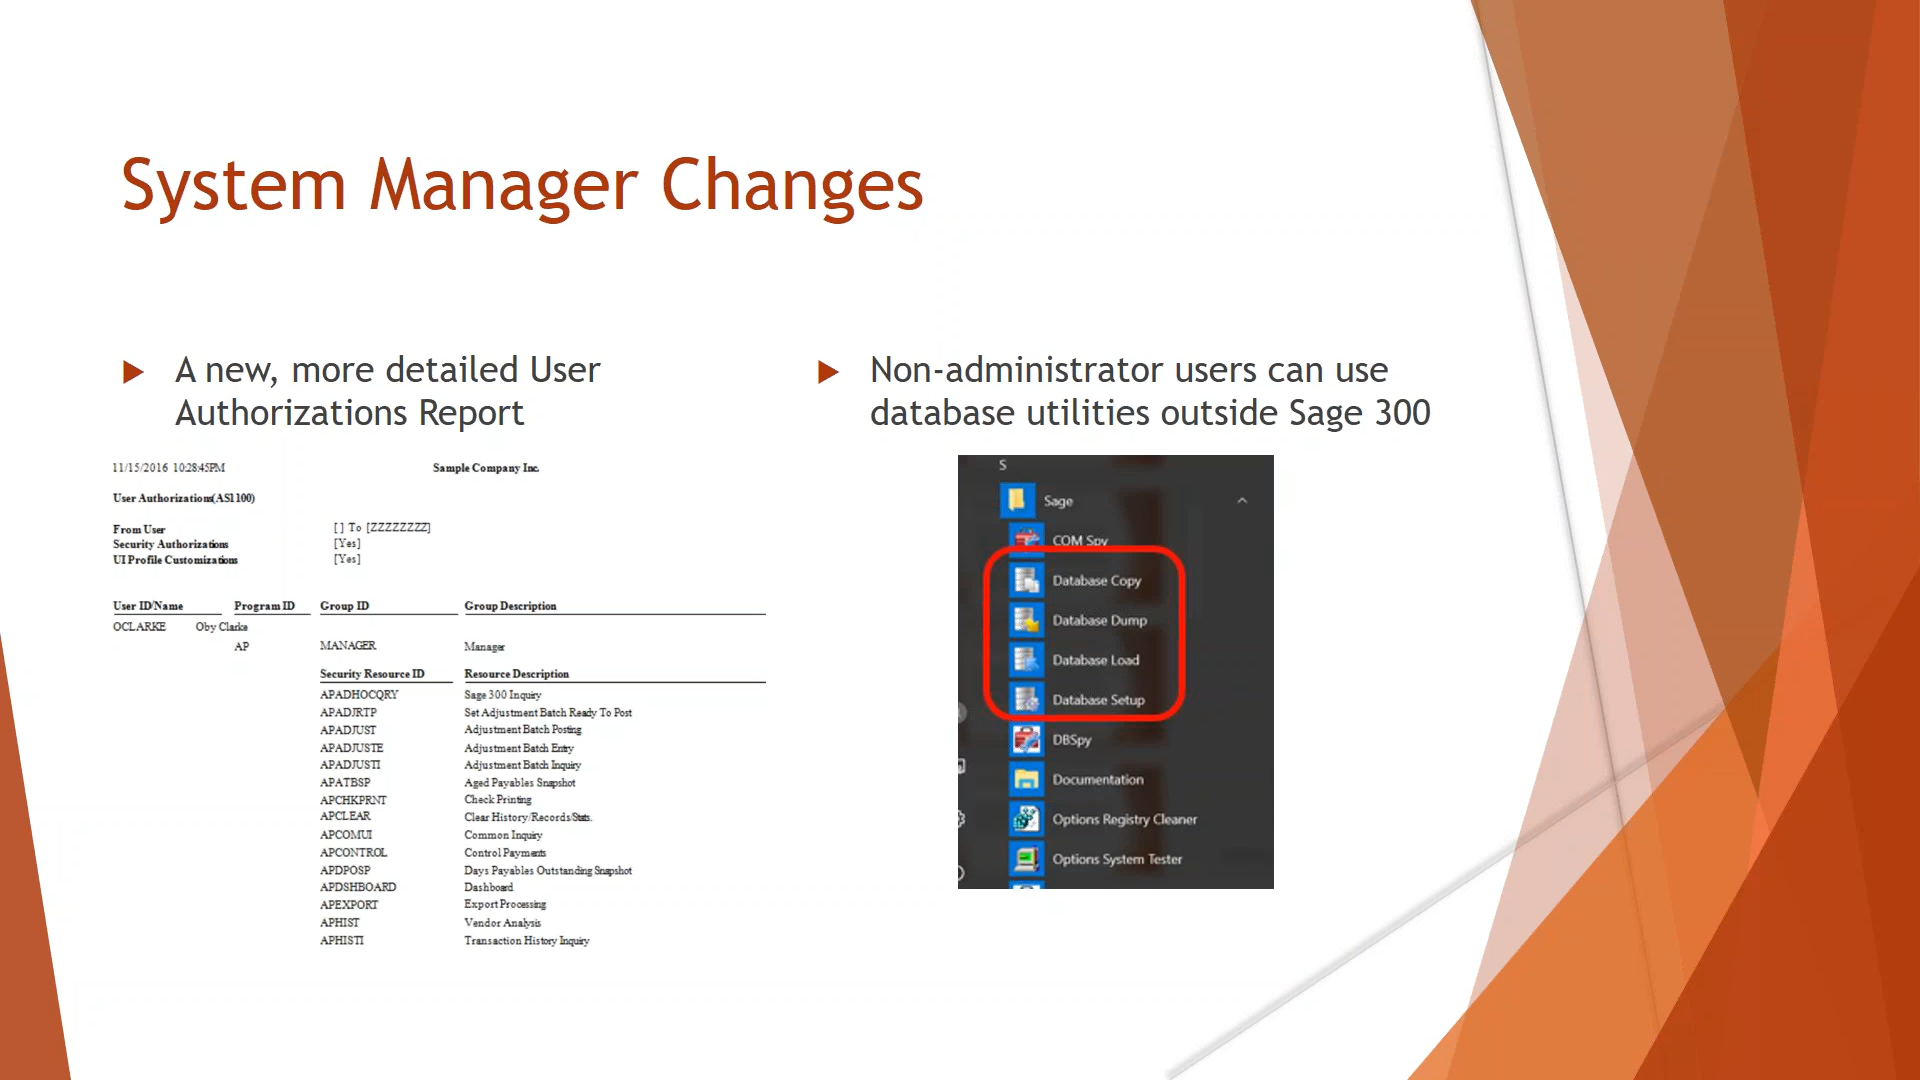 System Manager Changes
A new, more detailed User
Authorizations Report
11/15/2016 10:28:45PM Sample Company Inc.
User Authorizations(AS1100)
From User [ ] To [ZZZZZZZZ]
Security Authorizations [Yes]
UI Profile Customizations [Yes]
User ID/Name Program ID Group ID Group Description
OCLARKE Oby Clarke
AP MANAGER Manager
Security Resource ID Resource Description
APADHOCQRY Sage 300 Inquiry
APADJRTP Set Adjustment Batch Ready To Post
APADJUST Adjustment Batch Posting
APADJUSTE Adjustment Batch Entry
APADJUSTI Adjustment Batch Inquiry
APATBSP Aged Payables Snapshot
APCHKPRNT Check Printing
APCLEAR Clear History/Records/Stats.
APCOMUI Common Inquiry
APCONTROL Control Payments
APDPOSP Days Payables Outstanding Snapshot
APDSHBOARD Dashboard
APEXPORT Export Processing
APHIST Vendor Analysis
APHISTI Transaction History Inquiry
Non-administrator users can use
database utilities outside Sage 300
S
Sage
COM Spy
Database Copy
Database Dump
Database Load
Database Setup
DBSpy
Documentation
Options Registry Cleaner
Options System Tester